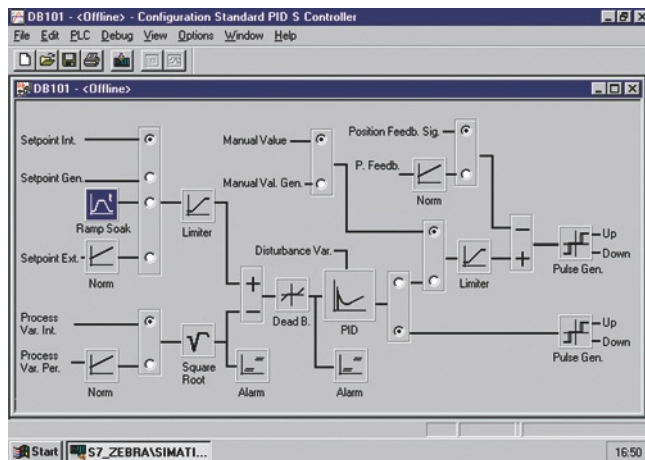 DB101 - <Offline> - Configuration Standard PID S Controller
File Edit PLC Debug View Options Window Help
DB101 - <Offline>
Setpoint Int.
Manual Value
Position Feedb. Sig.
P. Feedb.
Setpoint Gen.
Manual Val. Gen.
Norm
Ramp Soak
Limiter
Up
Down
Setpoint Ext.
Disturbance Var.
Limiter
Pulse Gen.
Norm
+
-
-
+
Dead B.
PID
Process
Var. Int.
Up
Down
Process
Var. Per.
Square
Root
Pulse Gen.
Norm
Alarm
Alarm
Start
S7_ZEBRA\SIMATI...
16:50